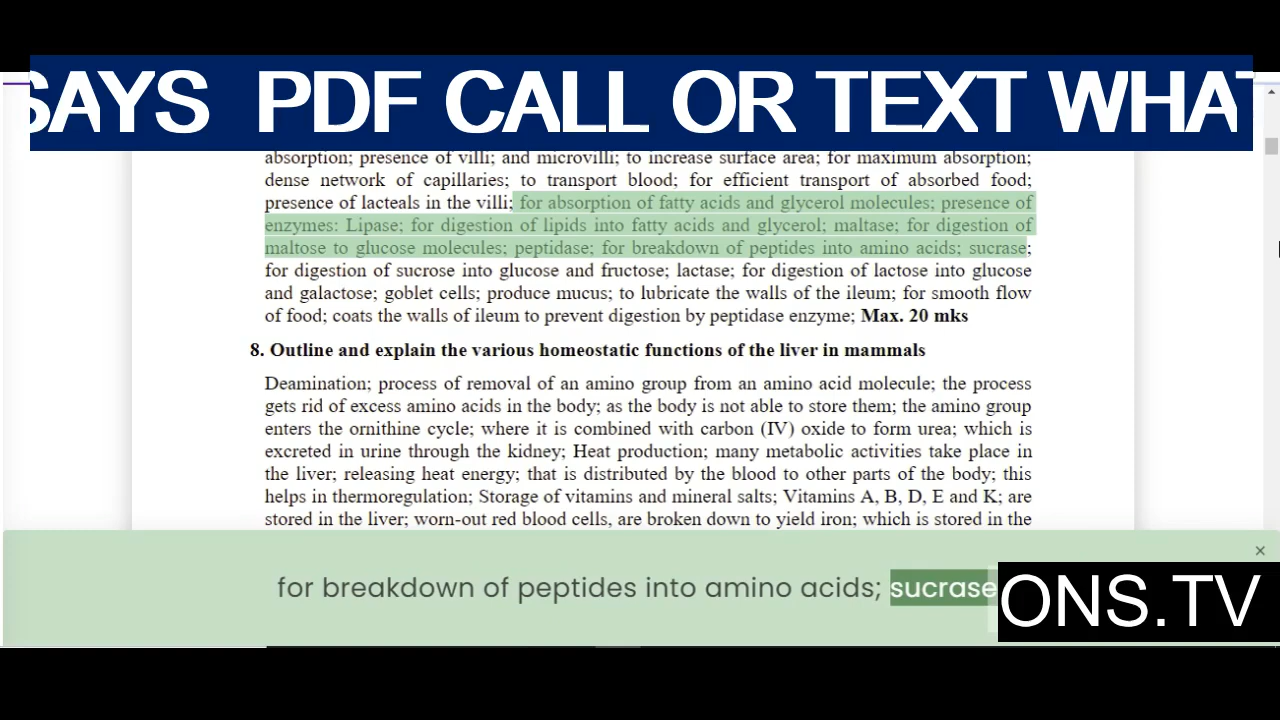 SAYS PDF CALL OR TEXT WHAT
absorption; presence of villi; and microvilli; to increase surface area; for maximum absorption;
dense network of capillaries; to transport blood; for efficient transport of absorbed food;
presence of lacteals in the villi; for absorption of fatty acids and glycerol molecules; presence of
enzymes: Lipase; for digestion of lipids into fatty acids and glycerol; maltase; for digestion of
maltose to glucose molecules; peptidase; for breakdown of peptides into amino acids; sucrase;
for digestion of sucrose into glucose and fructose; lactase; for digestion of lactose into glucose
and galactose; goblet cells; produce mucus; to lubricate the walls of the ileum; for smooth flow
of food; coats the walls of ileum to prevent digestion by peptidase enzyme; Max. 20 mks
8. Outline and explain the various homeostatic functions of the liver in mammals
Deamination; process of removal of an amino group from an amino acid molecule; the process
gets rid of excess amino acids in the body; as the body is not able to store them; the amino group
enters the ornithine cycle; where it is combined with carbon (IV) oxide to form urea; which is
excreted in urine through the kidney; Heat production; many metabolic activities take place in
the liver; releasing heat energy; that is distributed by the blood to other parts of the body; this
helps in thermoregulation; Storage of vitamins and mineral salts; Vitamins A, B, D, E and K; are
stored in the liver; worn-out red blood cells, are broken down to yield iron; which is stored in the
for breakdown of peptides into amino acids; sucrase
ONS.TV